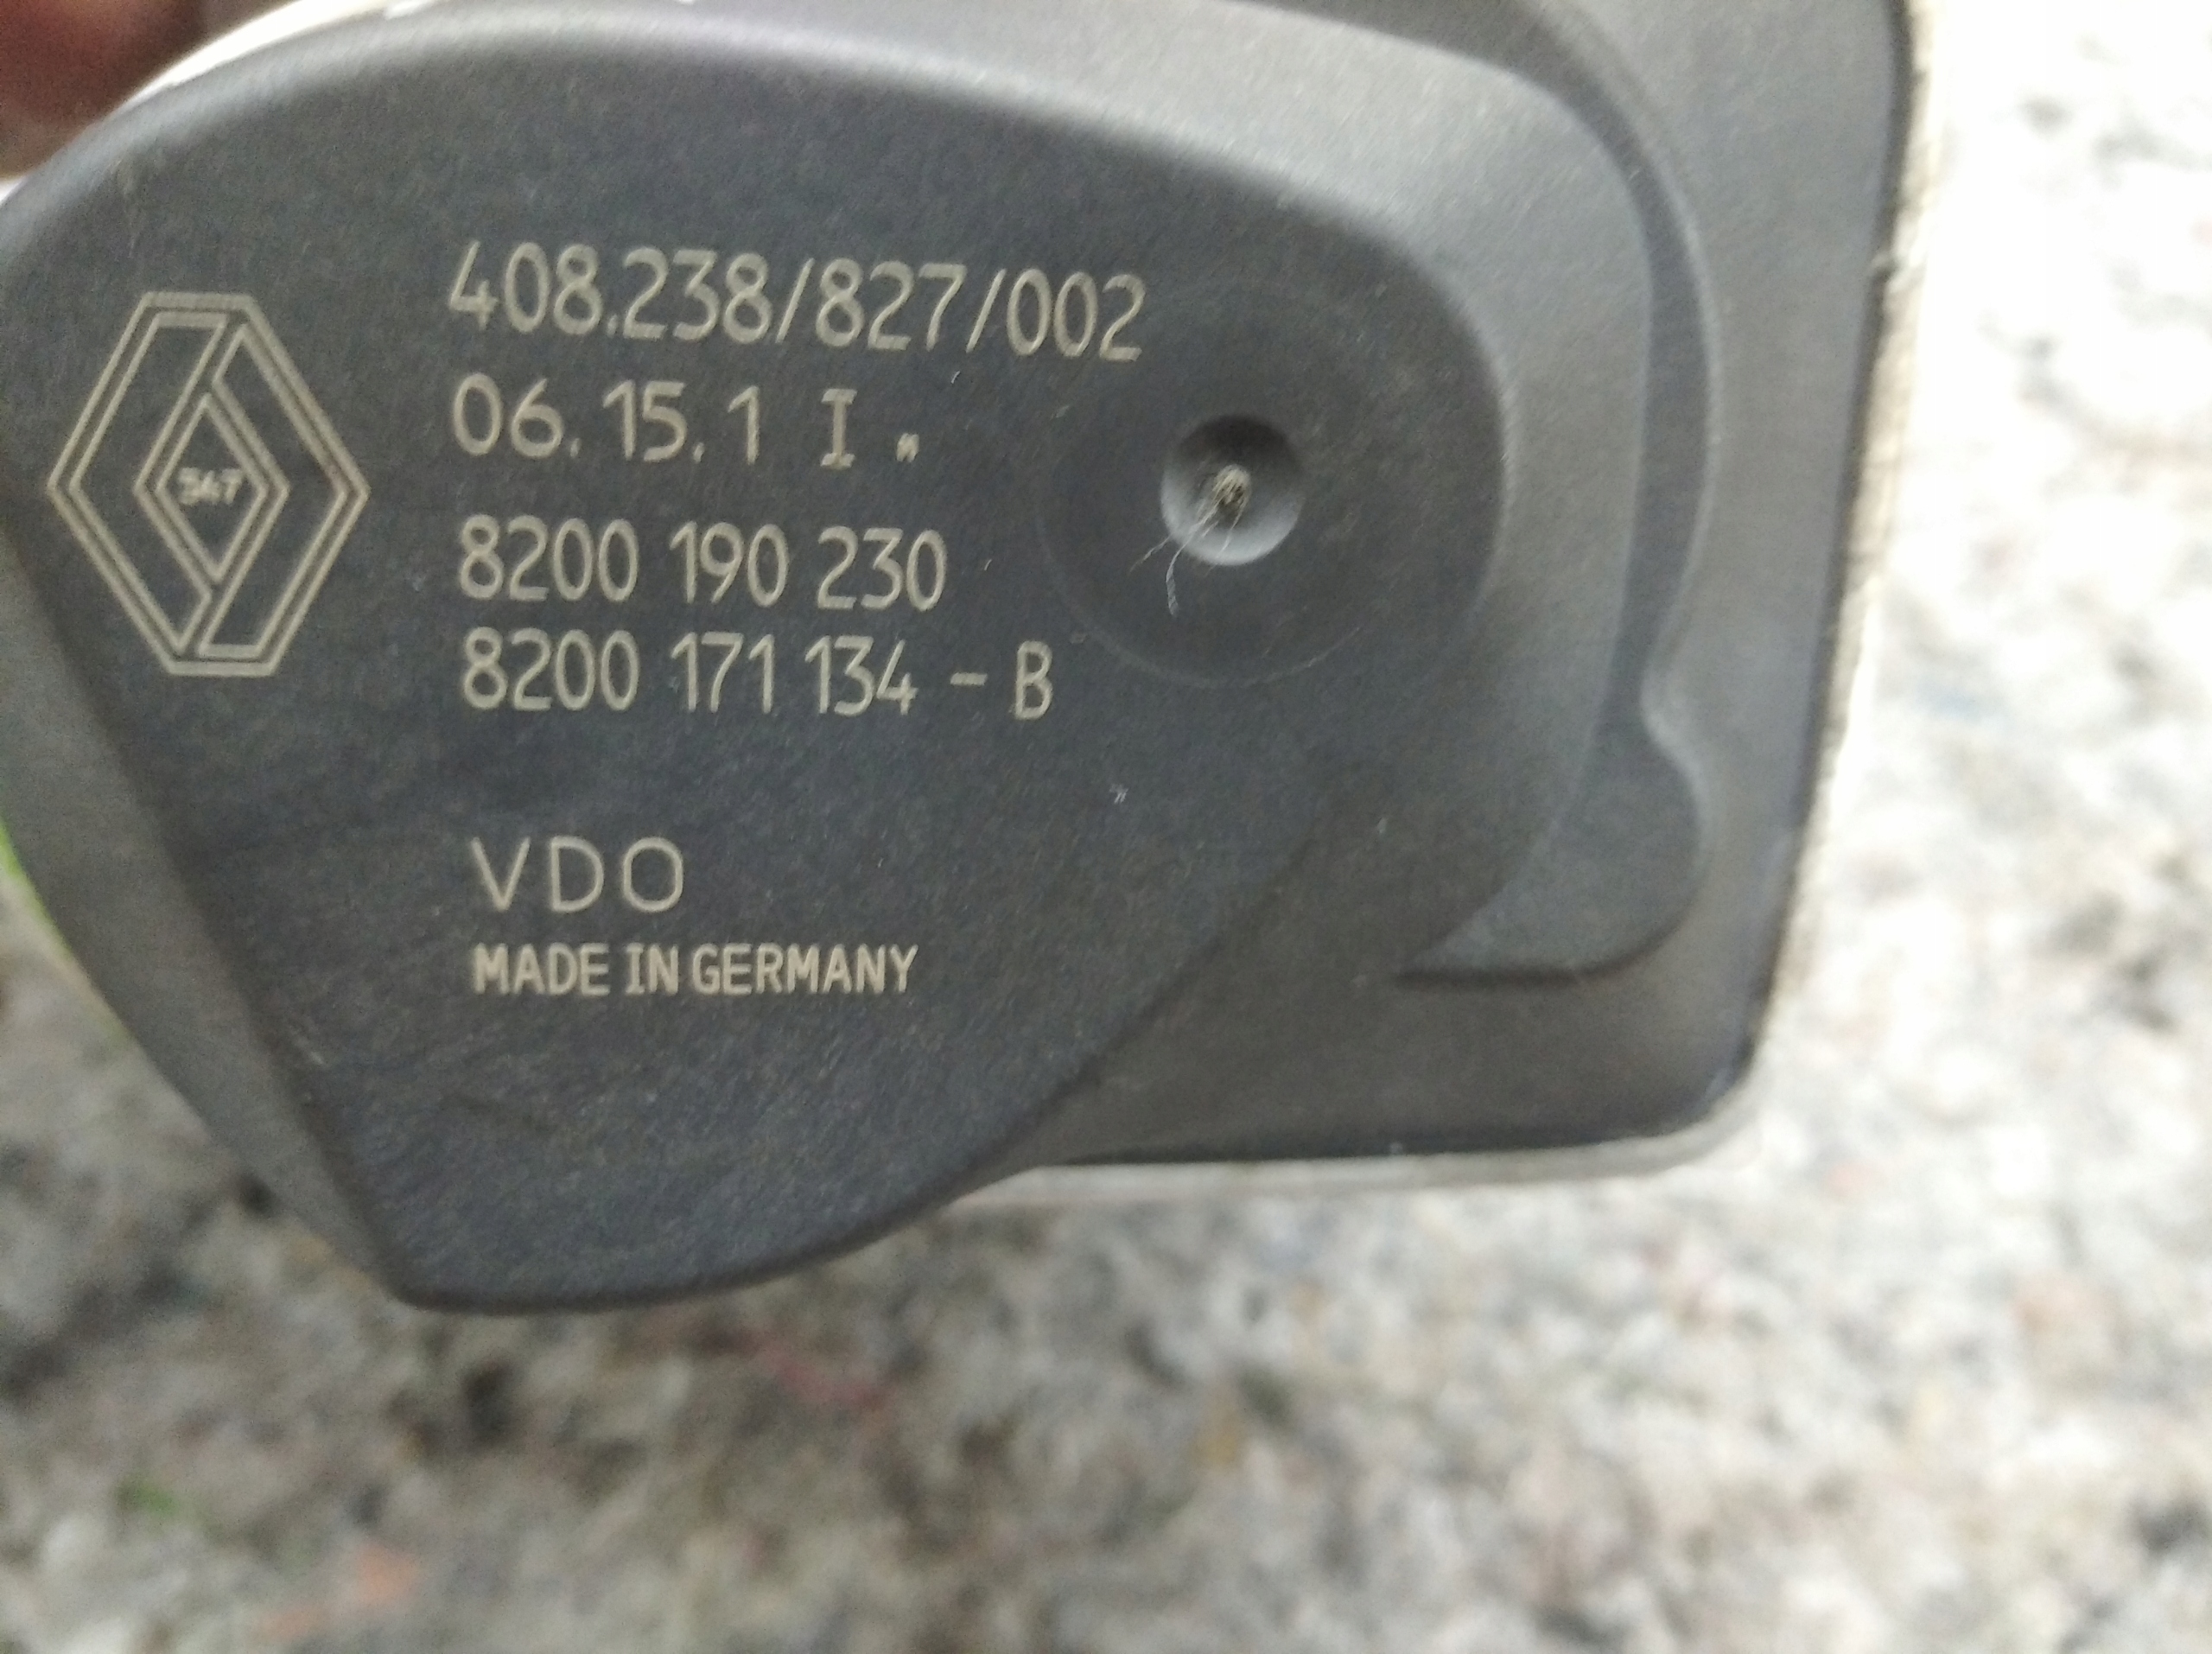 408.238/827/002
06.15.1 I
8200 190 230
8200 171 134 - B
VDO
MADE IN GERMANY